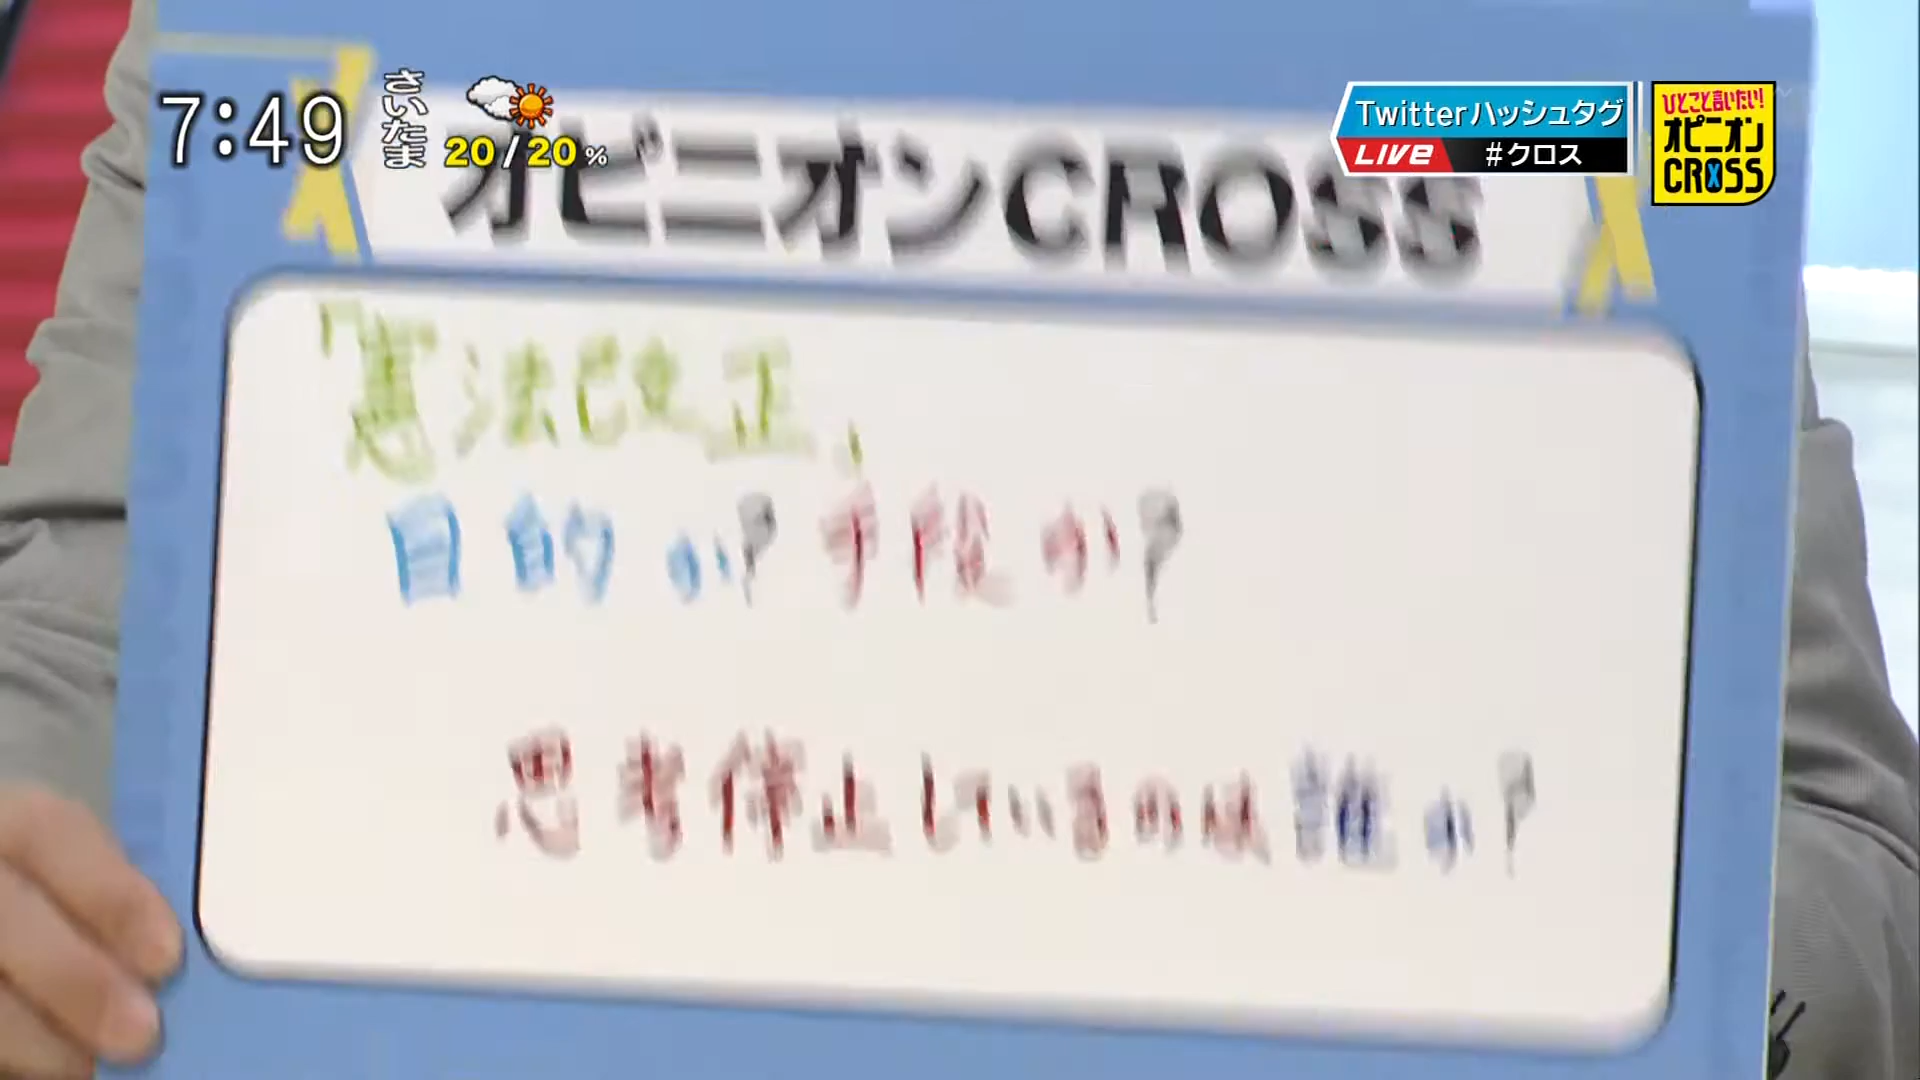 7:49
さいたま
20/20%
Twitterハッシュタグ
LIVE #クロス
ひとこと言いたい!
オピニオン
CROSS
オピニオンCROSS
「憲法改正」
目的か?手段か?
思考停止しているのは誰か?